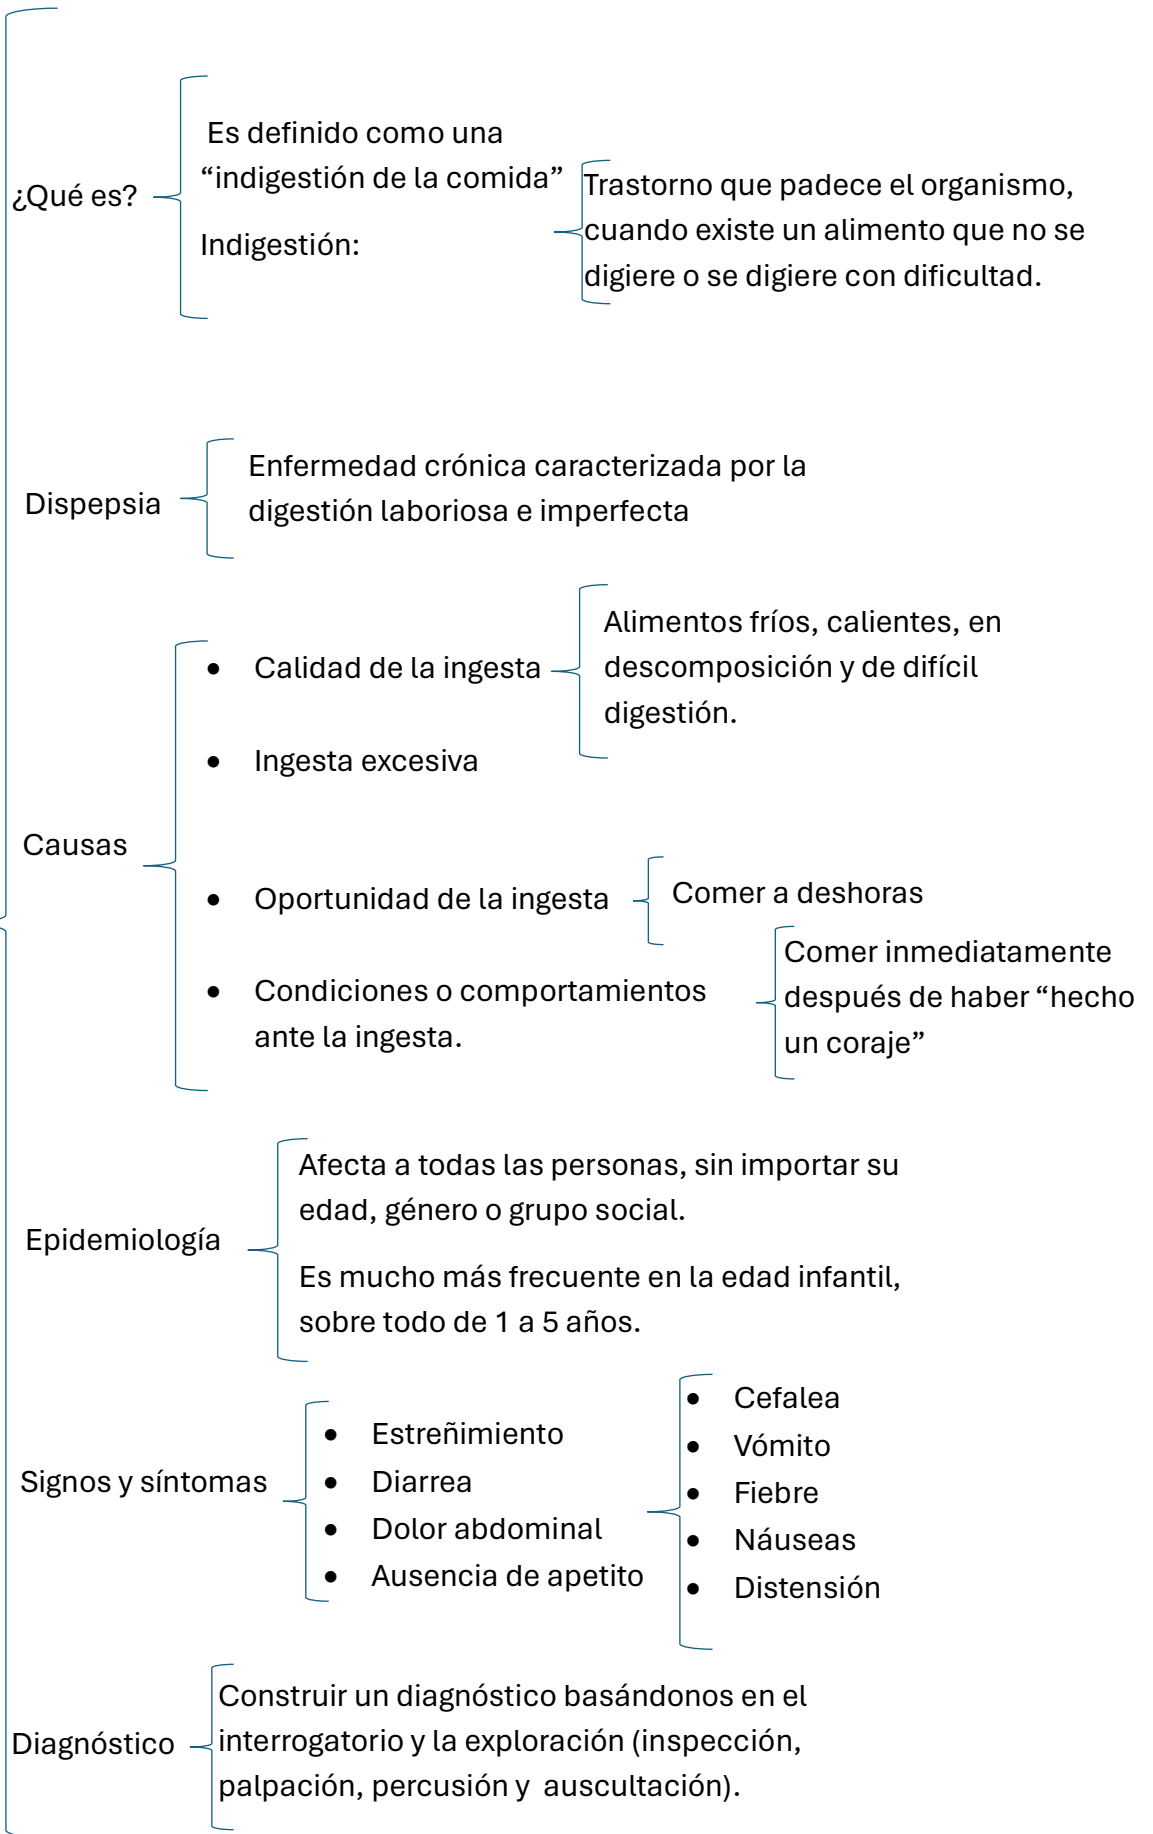 ¿Qué es?
Es definido como una
“indigestión de la comida”
Indigestión:
Trastorno que padece el organismo,
cuando existe un alimento que no se
digiere o se digiere con dificultad.
Dispepsia
Enfermedad crónica caracterizada por la
digestión laboriosa e imperfecta
Causas
• Calidad de la ingesta
Alimentos fríos, calientes, en
descomposición y de difícil
digestión.
• Ingesta excesiva
• Oportunidad de la ingesta
Comer a deshoras
• Condiciones o comportamientos
ante la ingesta.
Comer inmediatamente
después de haber “hecho
un coraje”
Epidemiología
Afecta a todas las personas, sin importar su
edad, género o grupo social.
Es mucho más frecuente en la edad infantil,
sobre todo de 1 a 5 años.
Signos y síntomas
• Estreñimiento
• Diarrea
• Dolor abdominal
• Ausencia de apetito
• Cefalea
• Vómito
• Fiebre
• Náuseas
• Distensión
Diagnóstico
Construir un diagnóstico basándonos en el
interrogatorio y la exploración (inspección,
palpación, percusión y  auscultación).